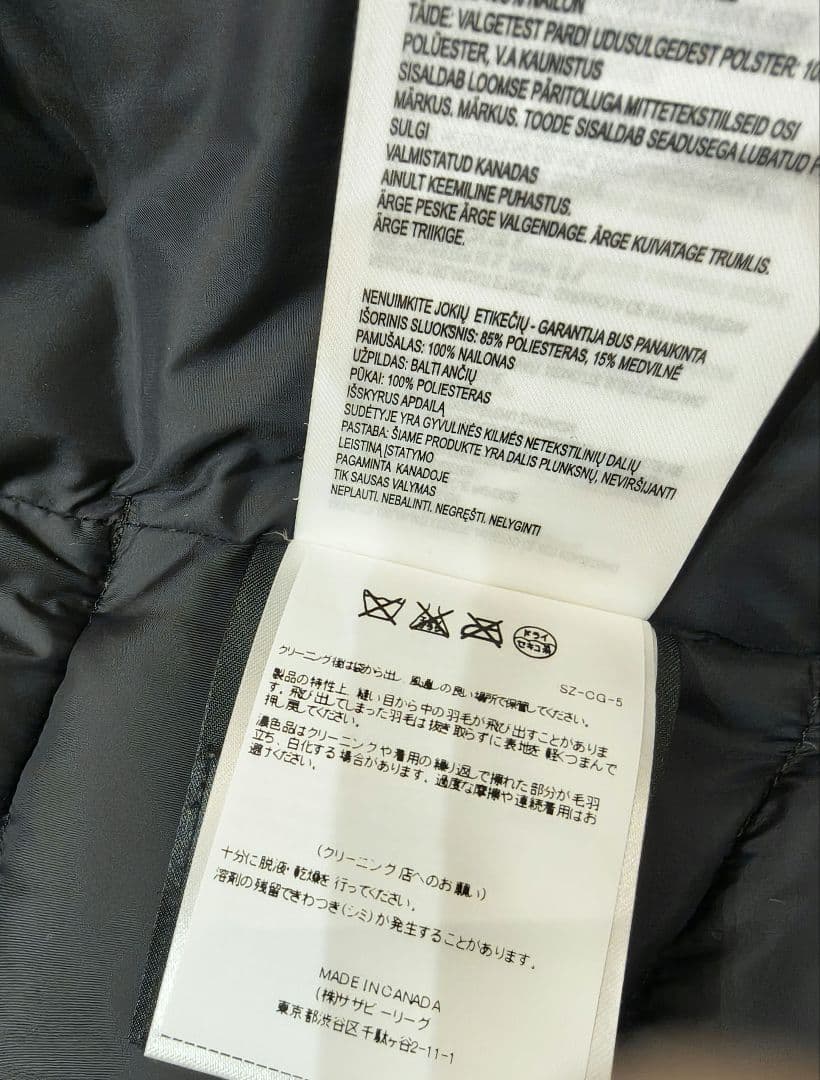 NAILON
TÄIDE: VALGETEST PARDI UDUSULGEDEST POLSTER: 10
POLÜESTER, V.A KAUNISTUS
SISALDAB LOOMSE PÄRITOLUGA MITTETEKSTIILSEID OSI
MÄRKUS. MÄRKUS. TOODE SISALDAB SEADUSEGA LUBATUD
SULGI
VALMISTATUD KANADAS
AINULT KEEMILINE PUHASTUS.
ÄRGE PESKE ÄRGE VALGENDAGE. ÄRGE KUIVATAGE TRUMLIS.
ÄRGE TRIIKIGE.
NENUIMKITE JOKIŲ ETIKEČIŲ - GARANTIJA BUS PANAIKINTA
IŠORINIS SLUOKSNIS: 85% POLIESTERAS, 15% MEDVILNĖ
PAMUŠALAS: 100% NAILONAS
UŽPILDAS: BALTI ANČIŲ
PŪKAI: 100% POLIESTERAS
IŠSKYRUS APDAILĄ
SUDĖTYJE YRA GYVULINĖS KILMĖS NETEKSTILINIŲ DALIŲ
PASTABA: ŠIAME PRODUKTE YRA DALIS PLUNKSNŲ, NEVIRŠIJANTI
LEISTINĄ ĮSTATYMO
PAGAMINTA KANADOJE
TIK SAUSAS VALYMAS
NEPLAUTI. NEBALINTI. NEGRĘŠTI. NELYGINTI
ドライ
セキユ系
SZ-CG-5
クリーニング後は袋から出し、風通しの良い場所で保管してください。
製品の特性上、縫い目から中の羽毛が飛び出すことがありま
す。飛び出してしまった羽毛は抜き取らずに表地を軽くつまんで
押し戻してください。
濃色品はクリーニングや着用の繰り返しで擦れた部分が毛羽
立ち、白化する場合があります。過度な摩擦や連続着用はお
避けください。
(クリーニング店へのお願い)
十分に脱液・乾燥を行ってください。
溶剤の残留できわつき(シミ)が発生することがあります。
MADE IN CANADA
(株)サザビーリーグ
東京都渋谷区千駄ヶ谷2-11-1